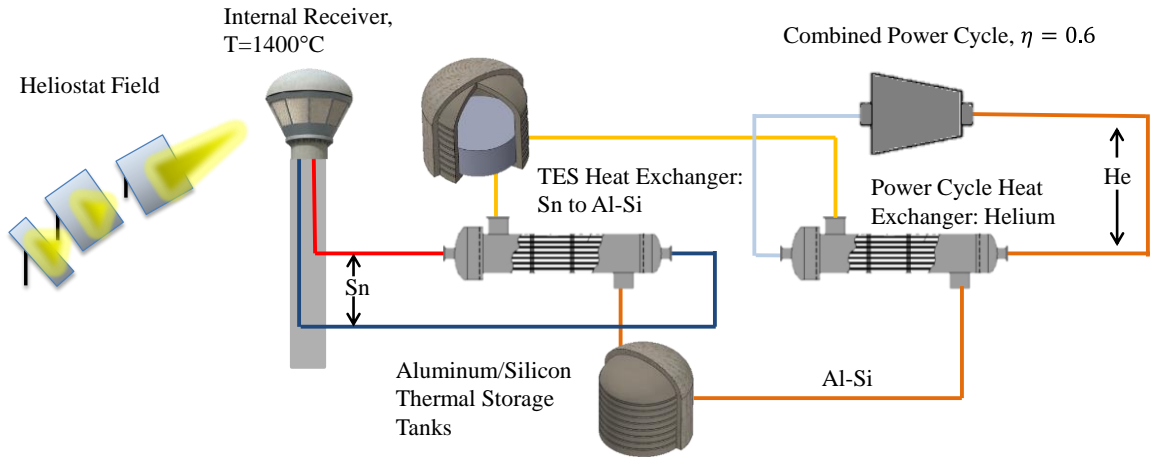 Internal Receiver,
T=1400°C
Combined Power Cycle, η = 0.6
Heliostat Field
TES Heat Exchanger:
Sn to Al-Si
Power Cycle Heat
Exchanger: Helium
He
Sn
Aluminum/Silicon
Thermal Storage
Tanks
Al-Si